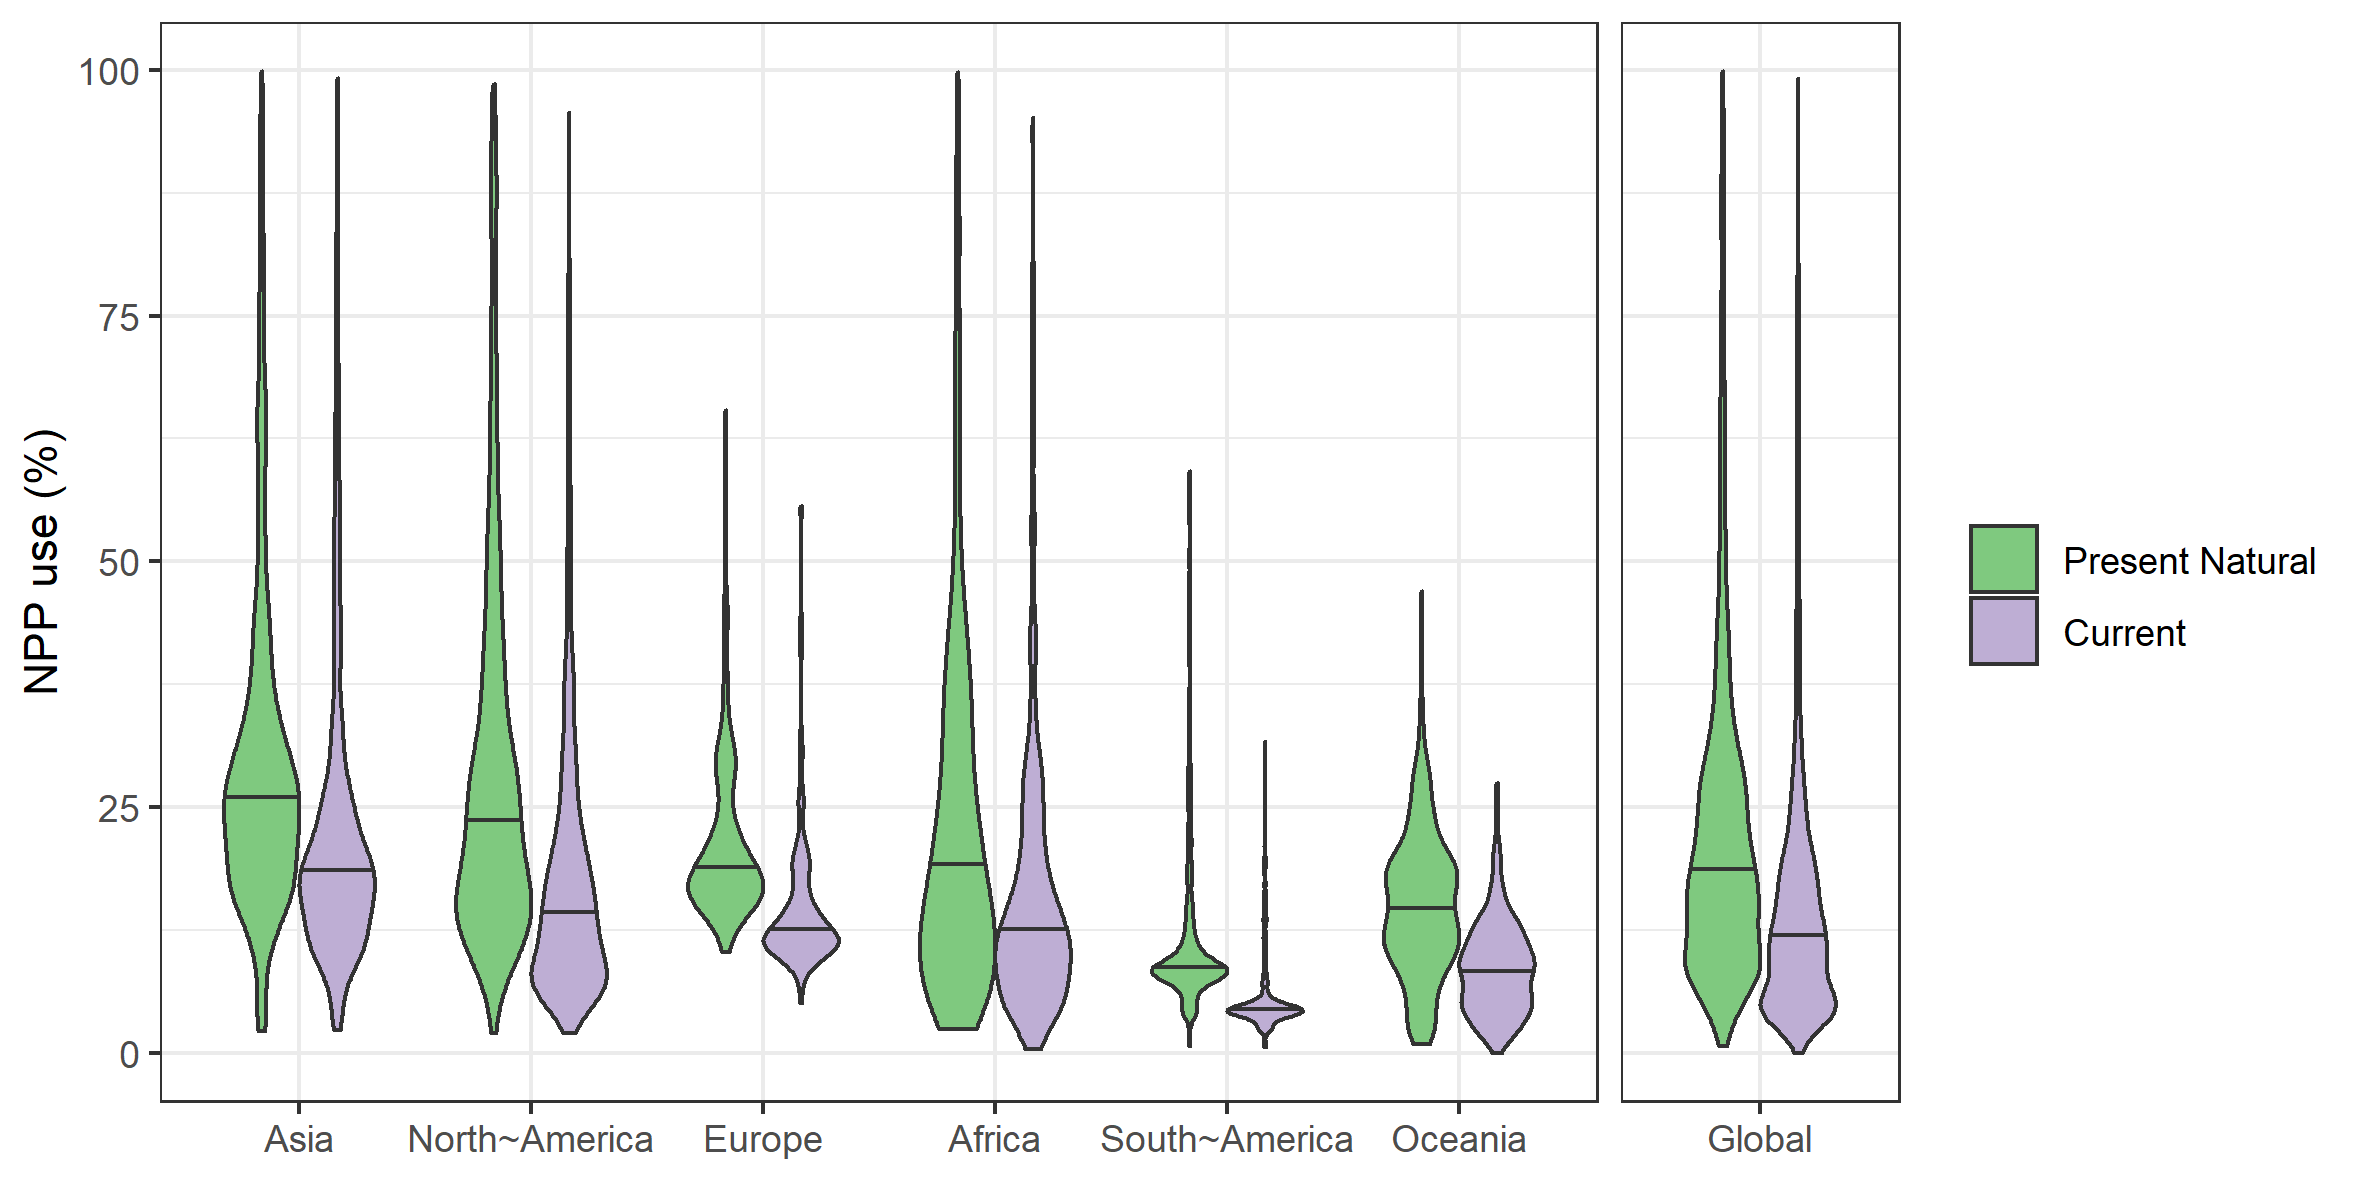 NPP use (%)
100
75
50
25
0
Asia
North~America
Europe
Africa
South~America
Oceania
Global
Present Natural
Current